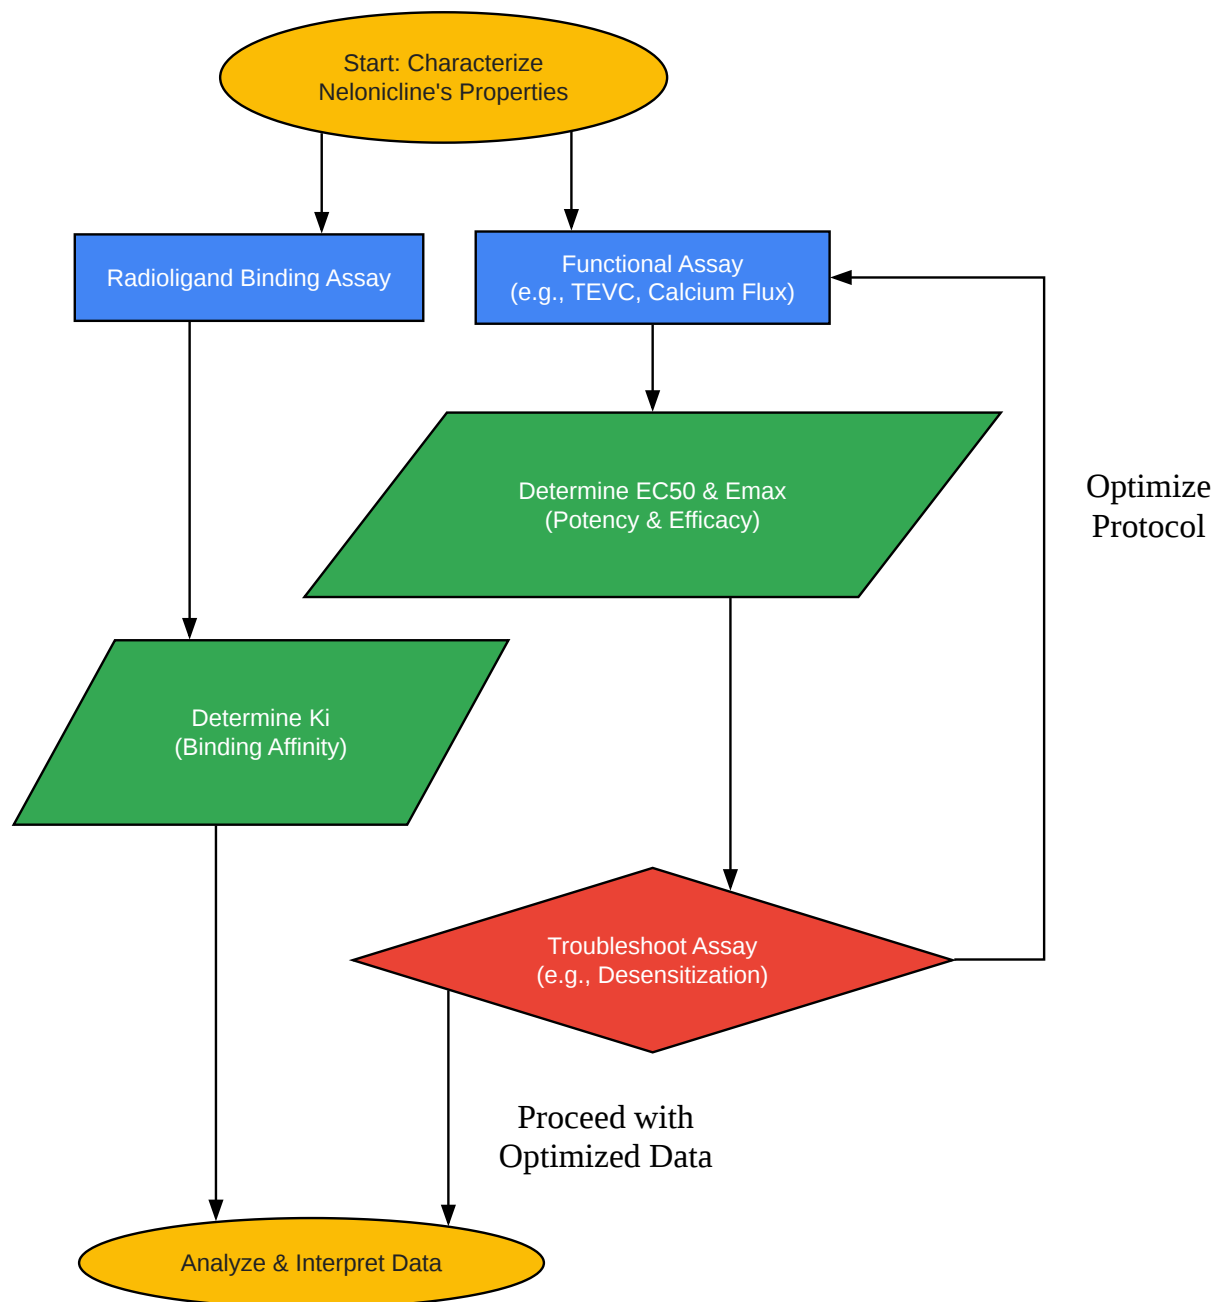 Start: Characterize
Nelonicline's Properties
Radioligand Binding Assay
Functional Assay
(e.g., TEVC, Calcium Flux)
Optimize
Protocol
Determine EC50 & Emax
(Potency & Efficacy)
Determine Ki
(Binding Affinity)
Troubleshoot Assay
(e.g., Desensitization)
Proceed with
Optimized Data
Analyze & Interpret Data